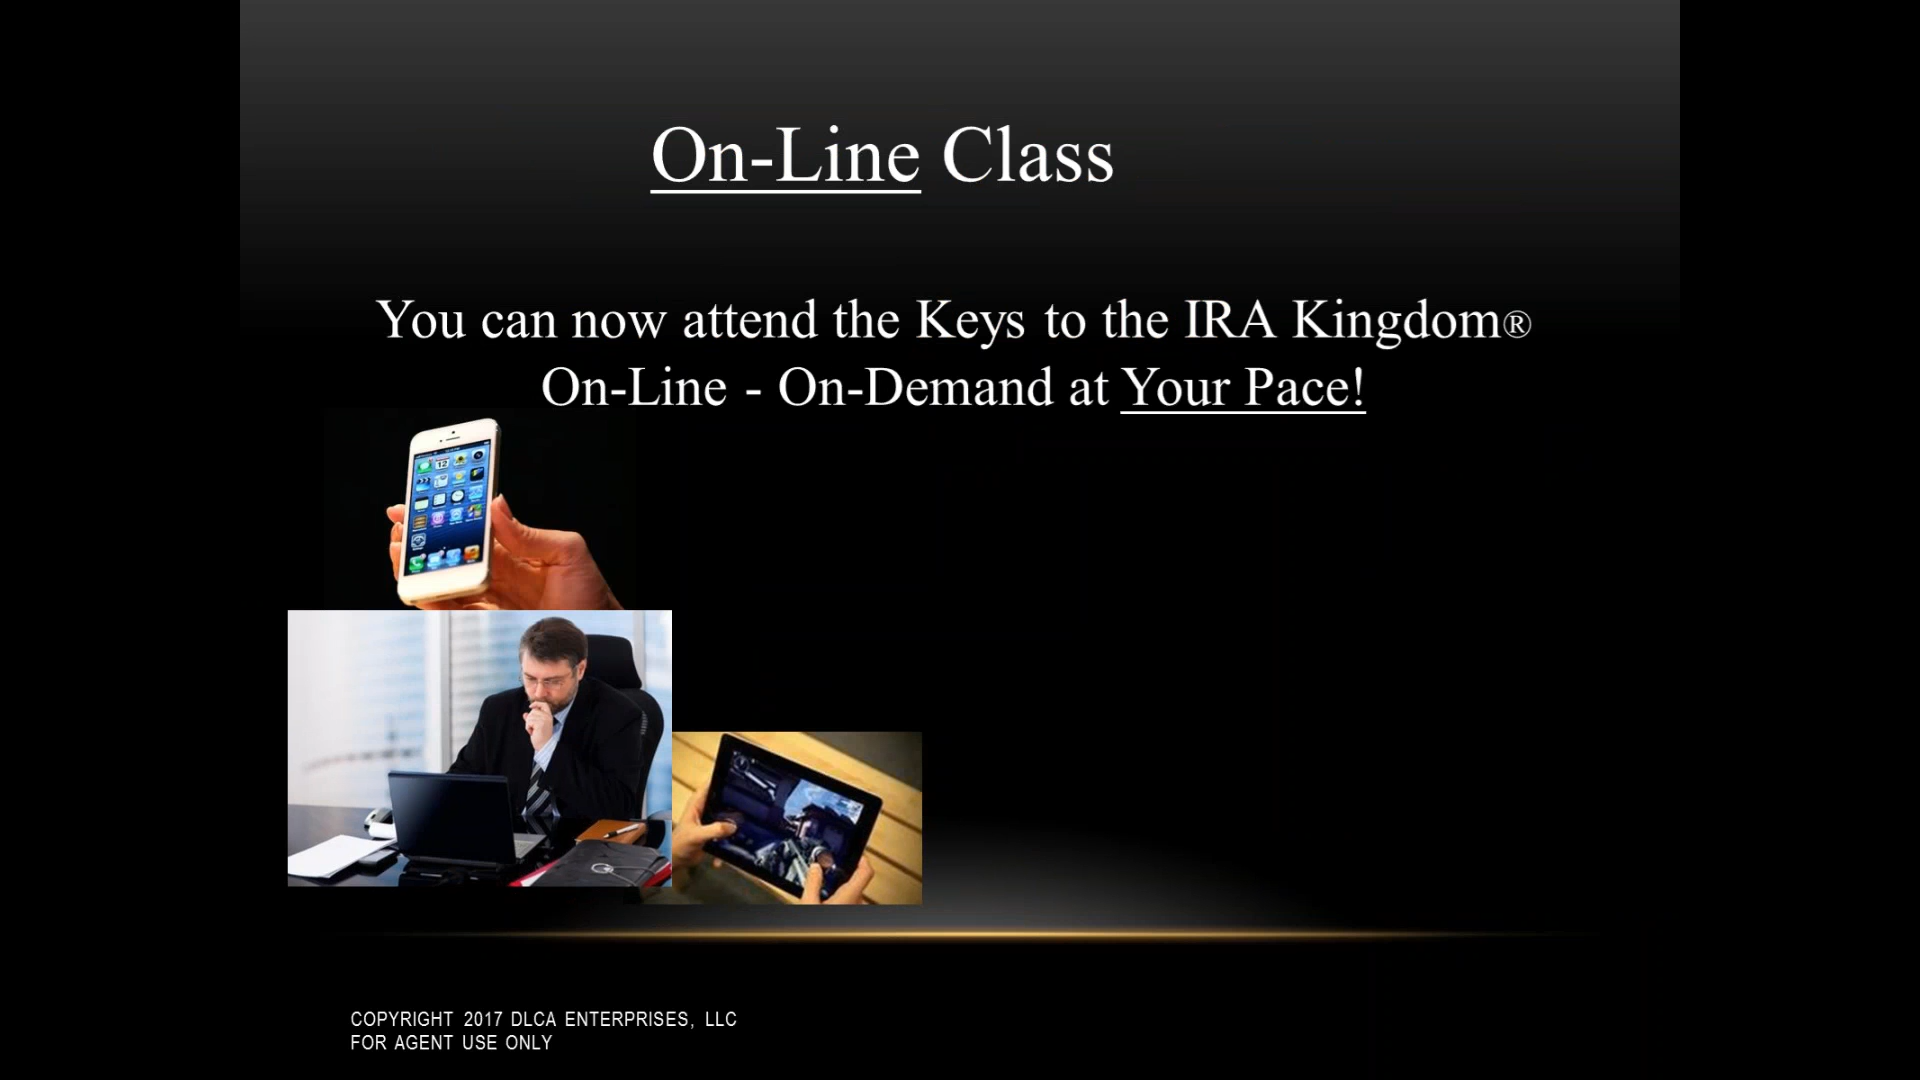 On-Line Class
You can now attend the Keys to the IRA Kingdom®
On-Line - On-Demand at Your Pace!
COPYRIGHT 2017 DLCA ENTERPRISES, LLC
FOR AGENT USE ONLY